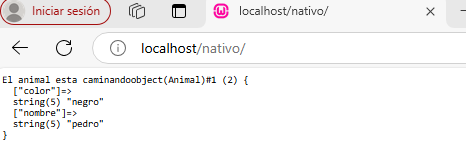 Iniciar sesión
localhost/nativo/
localhost/nativo/
El animal esta caminandoobject(Animal)#1 (2) {
  ["color"]=>
  string(5) "negro"
  ["nombre"]=>
  string(5) "pedro"
}